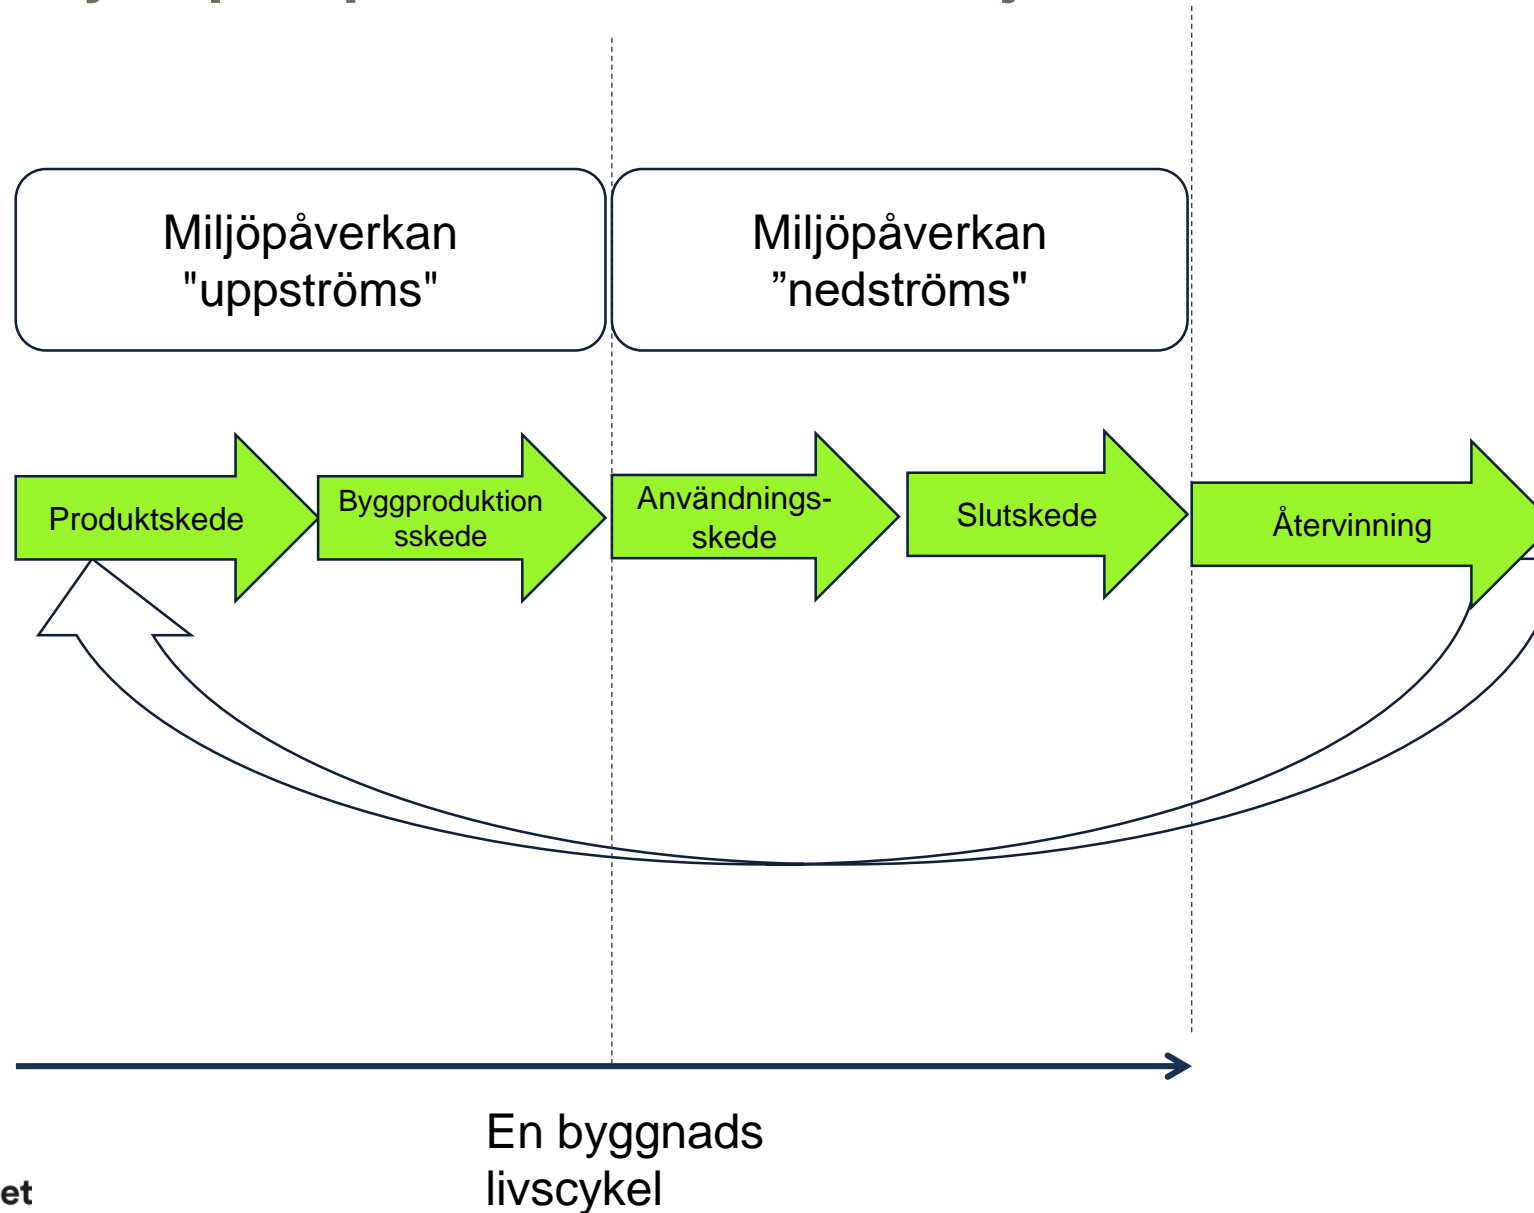 Miljöpåverkan
"uppströms"
Miljöpåverkan
”nedströms"
Produktskede
Byggproduktion
sskede
Användnings-
skede
Slutskede
Återvinning
En byggnads
livscykel
et